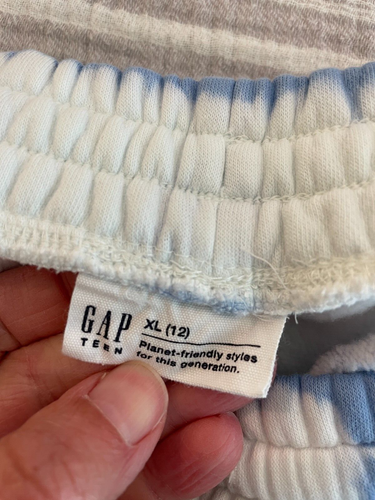 GAP
TEEN
XL (12)
Planet-friendly styles
for this generation.